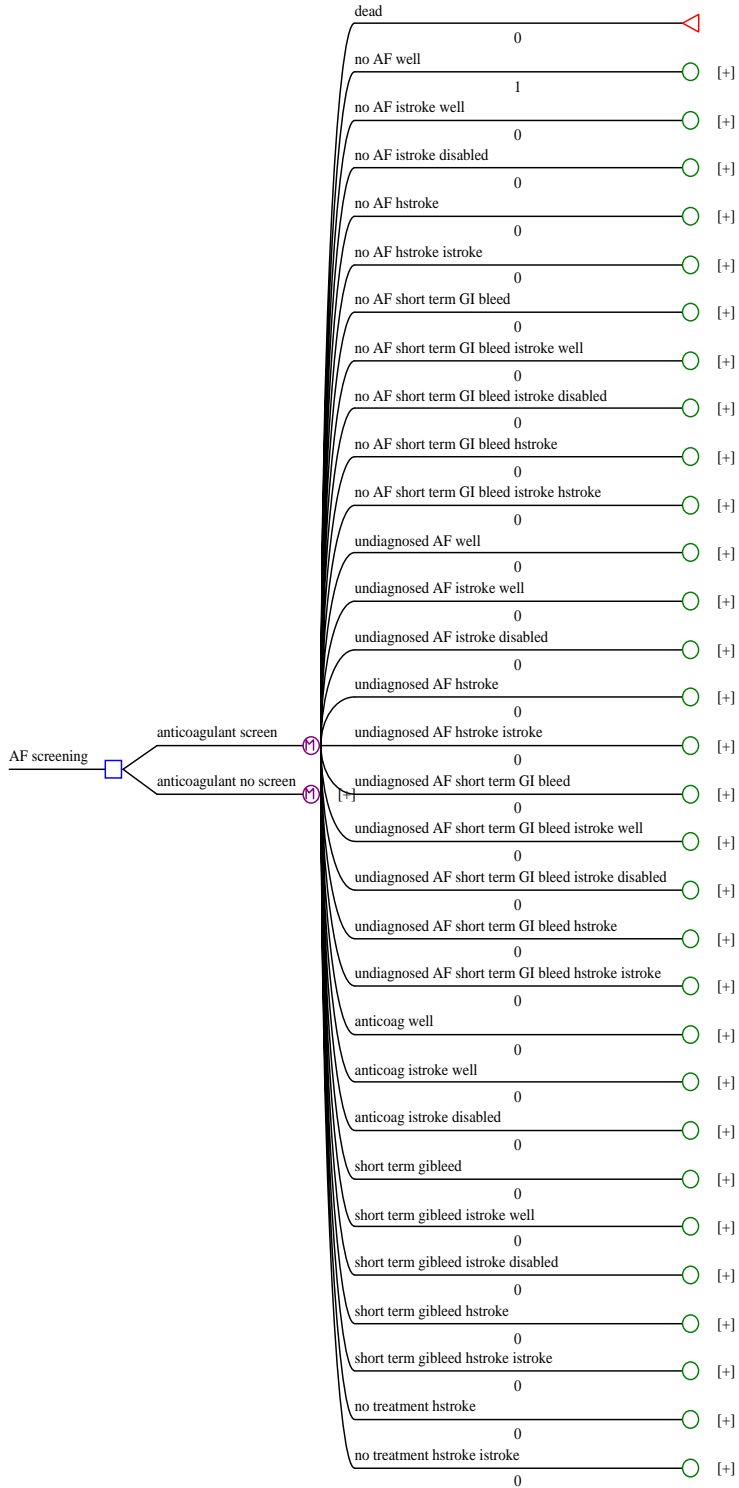 dead
0
no AF well
[+]
1
no AF istroke well
[+]
0
no AF istroke disabled
[+]
0
no AF hstroke
[+]
0
no AF hstroke istroke
[+]
0
no AF short term GI bleed
[+]
0
no AF short term GI bleed istroke well
[+]
0
no AF short term GI bleed istroke disabled
[+]
0
no AF short term GI bleed hstroke
[+]
0
no AF short term GI bleed istroke hstroke
[+]
0
undiagnosed AF well
[+]
0
undiagnosed AF istroke well
[+]
0
undiagnosed AF istroke disabled
[+]
0
undiagnosed AF hstroke
[+]
0
anticoagulant screen
M
undiagnosed AF hstroke istroke
[+]
0
AF screening
anticoagulant no screen
M
[+]
undiagnosed AF short term GI bleed
[+]
0
undiagnosed AF short term GI bleed istroke well
[+]
0
undiagnosed AF short term GI bleed istroke disabled
[+]
0
undiagnosed AF short term GI bleed hstroke
[+]
0
undiagnosed AF short term GI bleed hstroke istroke
[+]
0
anticoag well
[+]
0
anticoag istroke well
[+]
0
anticoag istroke disabled
[+]
0
short term gibleed
[+]
0
short term gibleed istroke well
[+]
0
short term gibleed istroke disabled
[+]
0
short term gibleed hstroke
[+]
0
short term gibleed hstroke istroke
[+]
0
no treatment hstroke
[+]
0
no treatment hstroke istroke
[+]
0